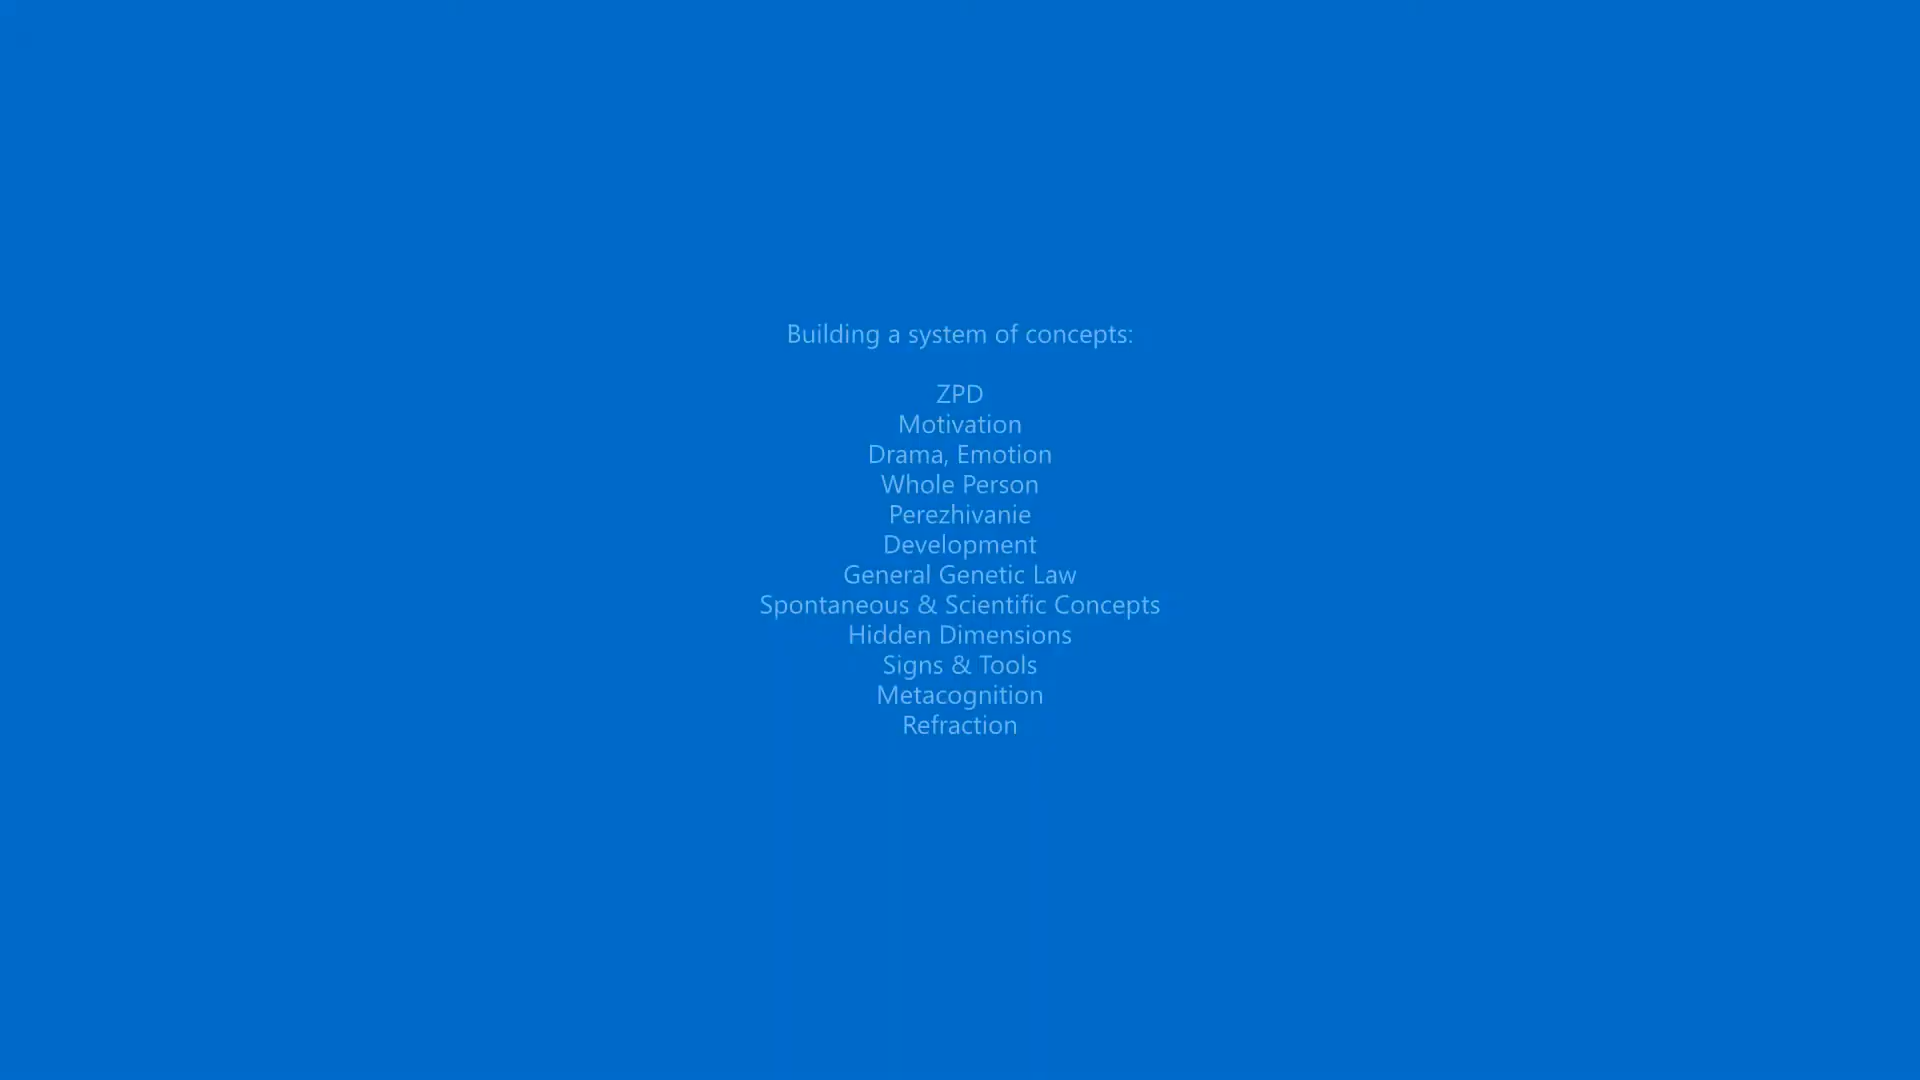 Building a system of concepts:
ZPD
Motivation
Drama, Emotion
Whole Person
Perezhivanie
Development
General Genetic Law
Spontaneous & Scientific Concepts
Hidden Dimensions
Signs & Tools
Metacognition
Refraction